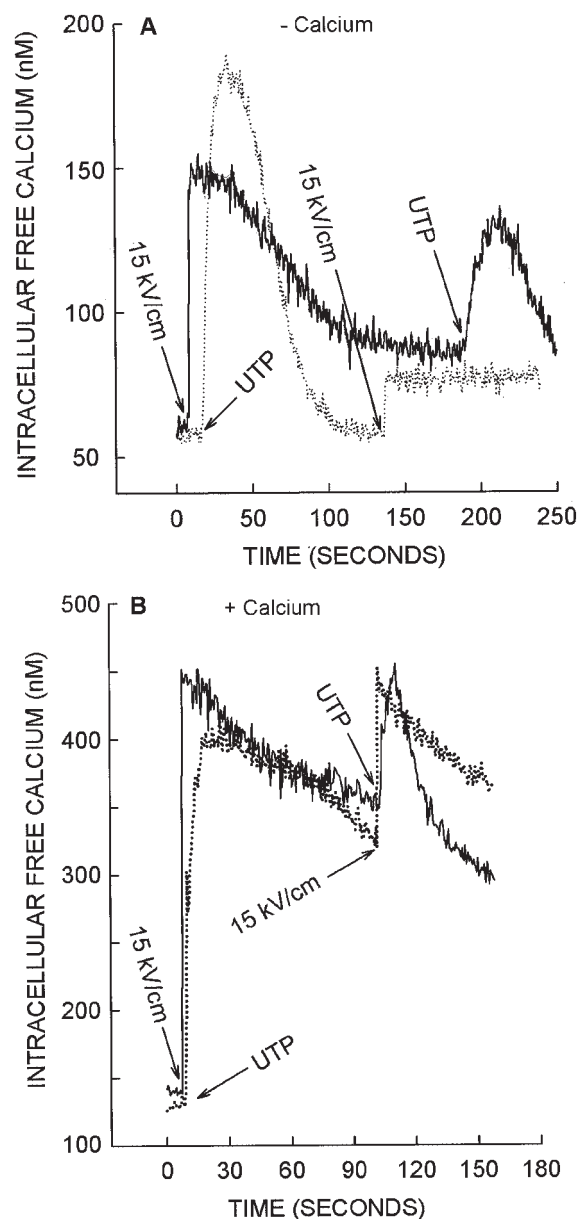 A
- Calcium
INTRACELLULAR FREE CALCIUM (nM)
200
150
100
50
15 kV/cm
UTP
15 kV/cm
UTP
0 50 100 150 200 250
TIME (SECONDS)
B
+ Calcium
INTRACELLULAR FREE CALCIUM (nM)
500
400
300
200
100
15 kV/cm
UTP
UTP
15 kV/cm
0 30 60 90 120 150 180
TIME (SECONDS)